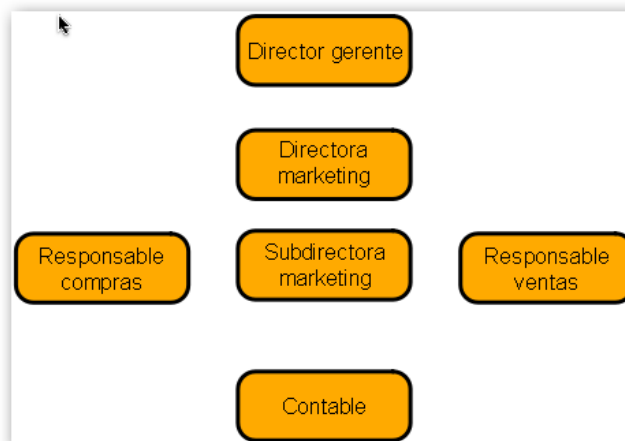 Director gerente
Directora
marketing
Responsable
compras
Subdirectora
marketing
Responsable
ventas
Contable